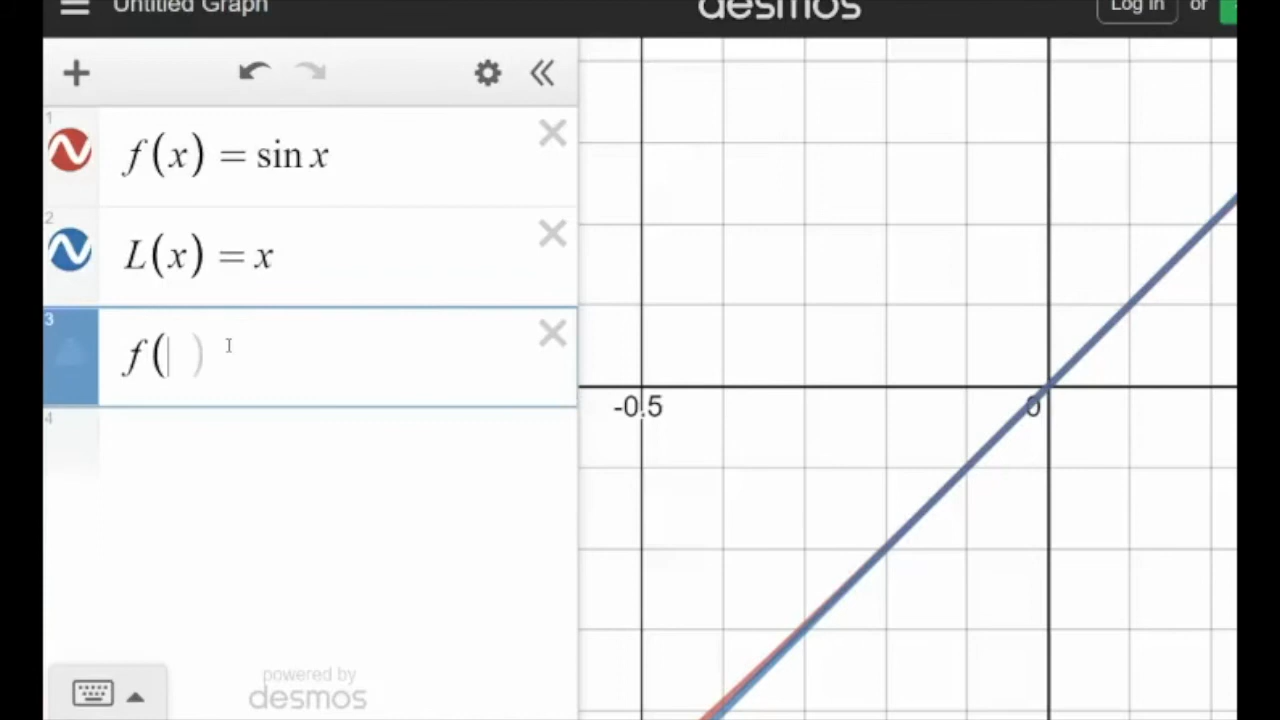 Untitled Graph
desmos
Log In or
1
f(x) = sin x
2
L(x) = x
3
f( )
4
-0.5
0
powered by
desmos